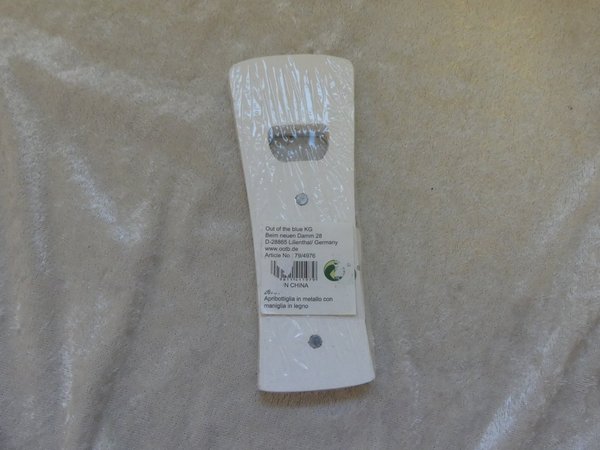 Out of the blue KG
Beim neuen Damm 28
D-28865 Lilienthal/ Germany
www.ootb.de
Article No. 79/4976
IN CHINA
Apribottiglia in metallo con
maniglia in legno